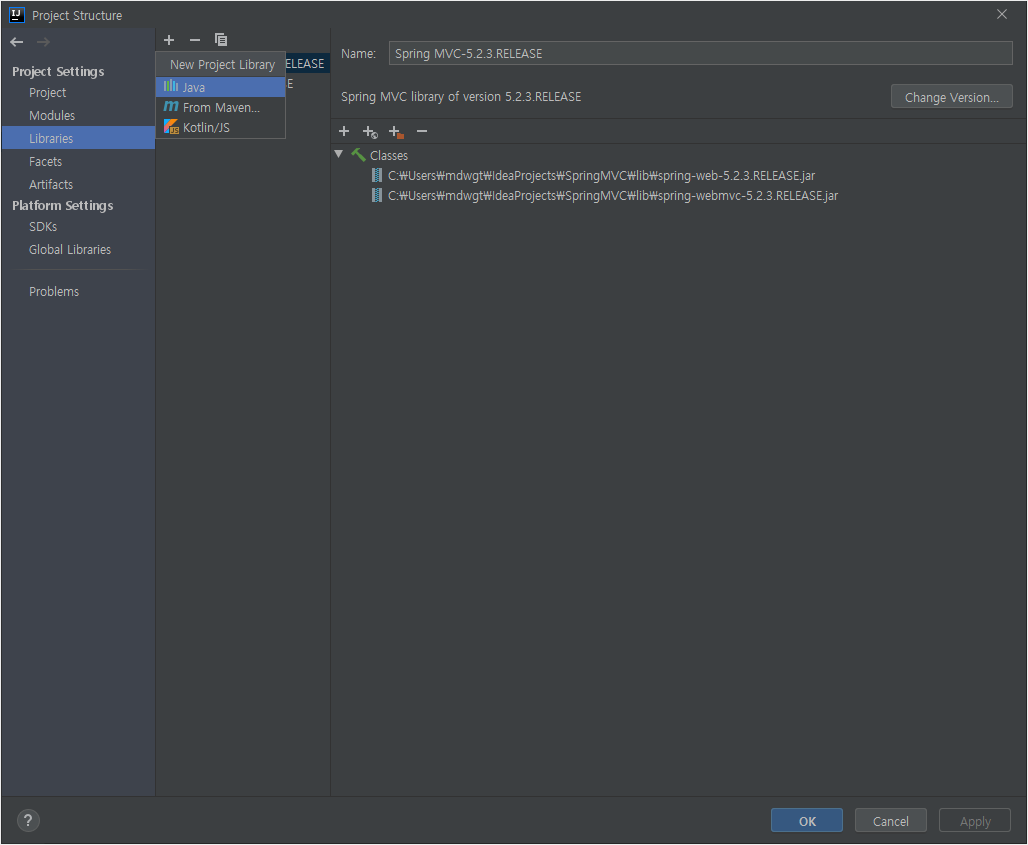 Project Structure
Project Settings
Project
Modules
Libraries
Facets
Artifacts
Platform Settings
SDKs
Global Libraries
Problems
New Project Library
Java
From Maven...
Kotlin/JS
ELEASE
E
Name: Spring MVC-5.2.3.RELEASE
Spring MVC library of version 5.2.3.RELEASE
Change Version...
Classes
C:₩Users₩mdwgt₩IdeaProjects₩SpringMVC₩lib₩spring-web-5.2.3.RELEASE.jar
C:₩Users₩mdwgt₩IdeaProjects₩SpringMVC₩lib₩spring-webmvc-5.2.3.RELEASE.jar
?
OK
Cancel
Apply